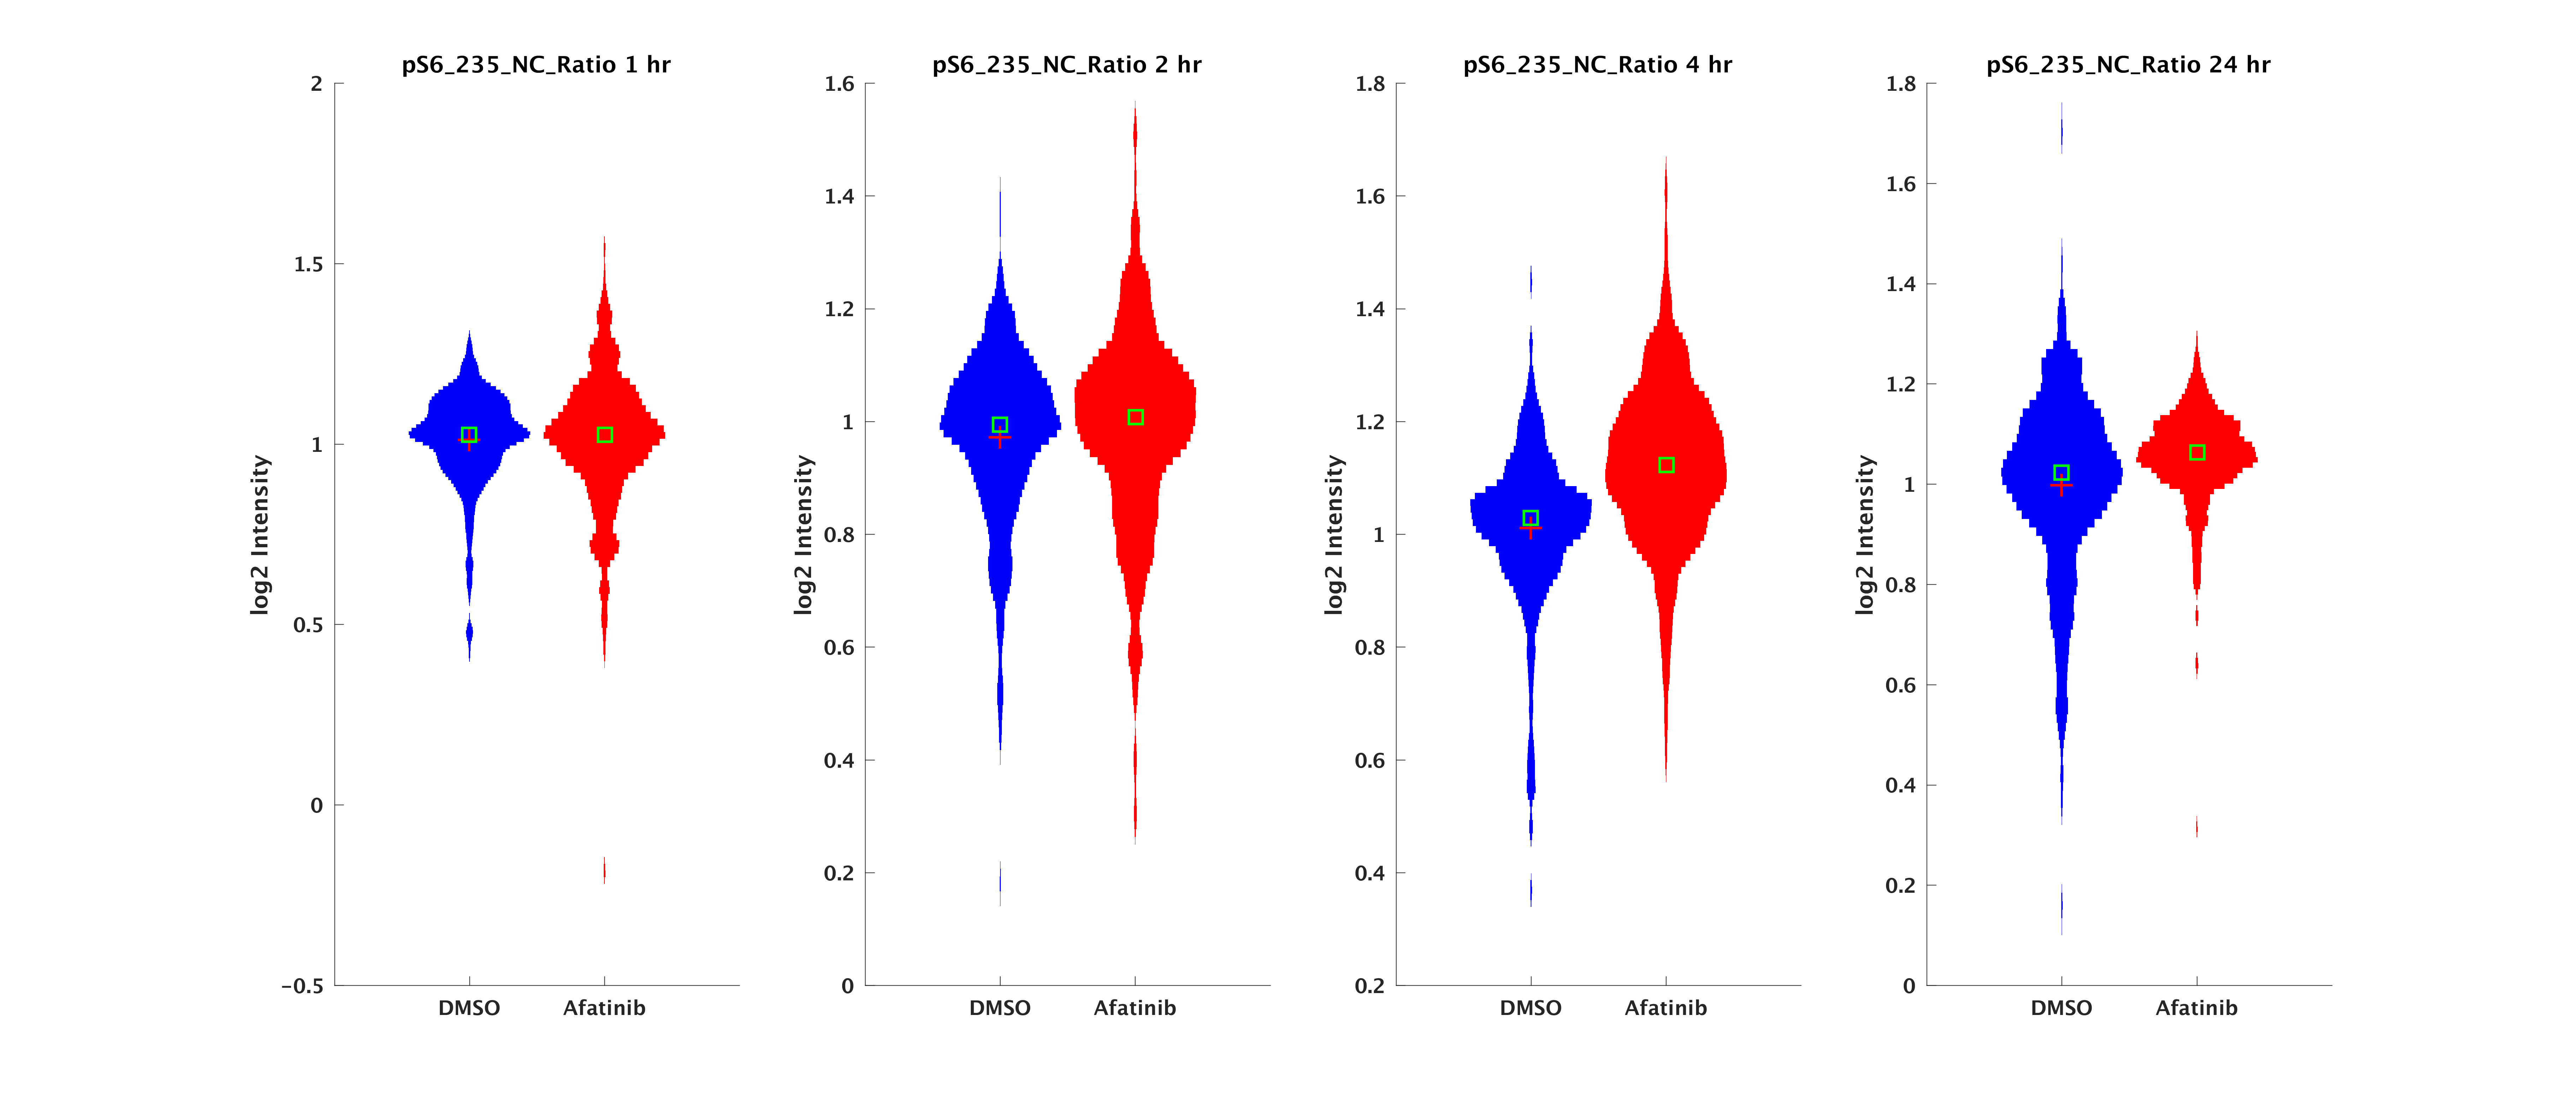 pS6_235_NC_Ratio 1 hr
2
1.5
1
0.5
0
−0.5
log2 Intensity
DMSO
Afatinib
pS6_235_NC_Ratio 2 hr
1.6
1.4
1.2
1
0.8
0.6
0.4
0.2
0
log2 Intensity
DMSO
Afatinib
pS6_235_NC_Ratio 4 hr
1.8
1.6
1.4
1.2
1
0.8
0.6
0.4
0.2
log2 Intensity
DMSO
Afatinib
pS6_235_NC_Ratio 24 hr
1.8
1.6
1.4
1.2
1
0.8
0.6
0.4
0.2
0
log2 Intensity
DMSO
Afatinib